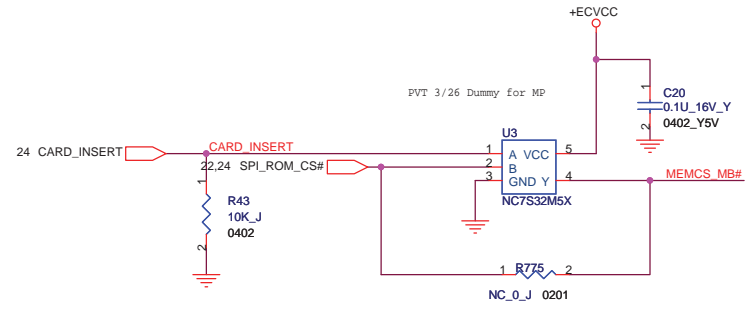 +ECVCC
PVT 3/26 Dummy for MP
1
C20
0.1U_16V_Y
0402_Y5V
2
U3
24 CARD_INSERT
CARD_INSERT
1 A VCC 5
22,24 SPI_ROM_CS#
2 B
3 GND Y 4
MEMCS_MB#
NC7S32M5X
1
R43
10K_J
0402
2
1 R775 2
NC_0_J 0201